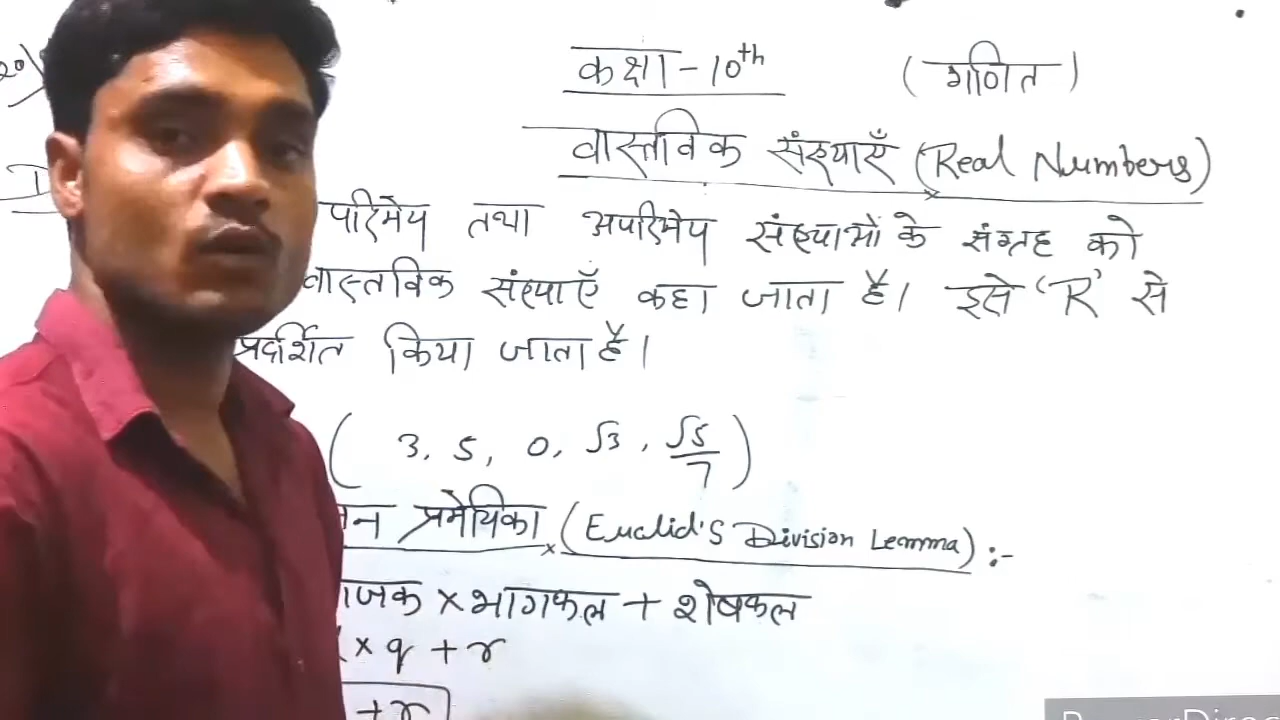 कक्षा - 10th (गणित)
वास्तविक संख्याएँ (Real Numbers)
परिमेय तथा अपरिमेय संख्याओं के संग्रह को
वास्तविक संख्याएँ कहा जाता है। इसे 'R' से
प्रदर्शित किया जाता है।
( 3, 5, 0, √3, √5/7 )
प्रमेयिका (Euclid's Division Lemma) :-
× भागफल + शेषफल
× q + r
+ r